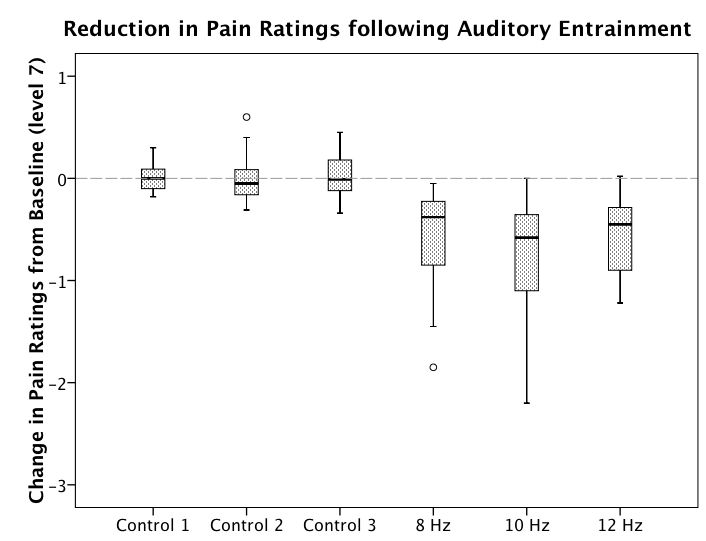 Reduction in Pain Ratings following Auditory Entrainment
Change in Pain Ratings from Baseline (level 7)
1
0
−1
−2
−3
Control 1 Control 2 Control 3 8 Hz 10 Hz 12 Hz